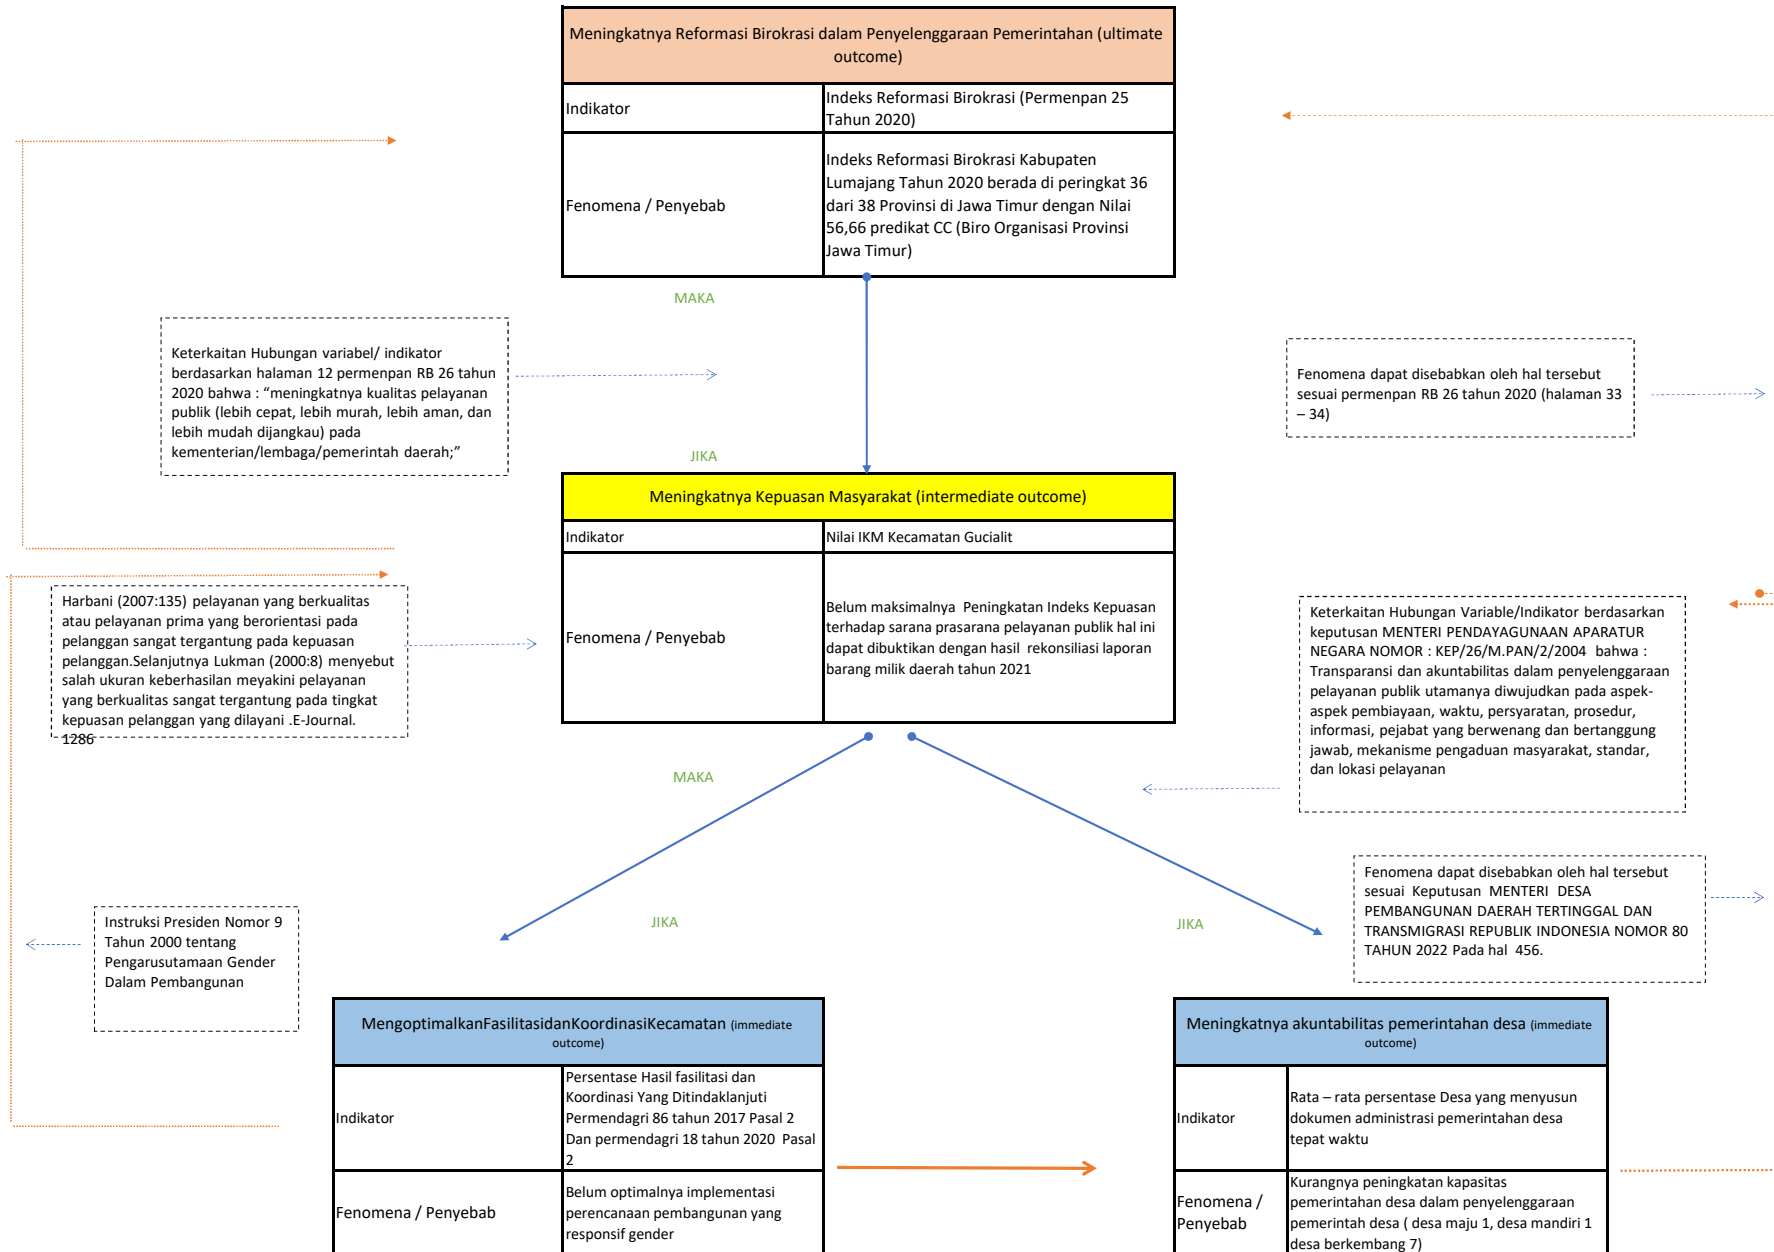 Meningkatnya Reformasi Birokrasi dalam Penyelenggaraan Pemerintahan (ultimate
outcome)
Indikator
Indeks Reformasi Birokrasi (Permenpan 25
Tahun 2020)
Fenomena / Penyebab
Indeks Reformasi Birokrasi Kabupaten
Lumajang Tahun 2020 berada di peringkat 36
dari 38 Provinsi di Jawa Timur dengan Nilai
56,66 predikat CC (Biro Organisasi Provinsi
Jawa Timur)
MAKA
Keterkaitan Hubungan variabel/ indikator
berdasarkan halaman 12 permenpan RB 26 tahun
2020 bahwa : “meningkatnya kualitas pelayanan
publik (lebih cepat, lebih murah, lebih aman, dan
lebih mudah dijangkau) pada
kementerian/lembaga/pemerintah daerah;”
Fenomena dapat disebabkan oleh hal tersebut
sesuai permenpan RB 26 tahun 2020 (halaman 33
– 34)
JIKA
Meningkatnya Kepuasan Masyarakat (intermediate outcome)
Indikator
Nilai IKM Kecamatan Gucialit
Fenomena / Penyebab
Belum maksimalnya  Peningkatan Indeks Kepuasan
terhadap sarana prasarana pelayanan publik hal ini
dapat dibuktikan dengan hasil  rekonsiliasi laporan
barang milik daerah tahun 2021
Harbani (2007:135) pelayanan yang berkualitas
atau pelayanan prima yang berorientasi pada
pelanggan sangat tergantung pada kepuasan
pelanggan.Selanjutnya Lukman (2000:8) menyebut
salah ukuran keberhasilan meyakini pelayanan
yang berkualitas sangat tergantung pada tingkat
kepuasan pelanggan yang dilayani .E-Journal.
1286
Keterkaitan Hubungan Variable/Indikator berdasarkan
keputusan MENTERI PENDAYAGUNAAN APARATUR
NEGARA NOMOR : KEP/26/M.PAN/2/2004  bahwa :
Transparansi dan akuntabilitas dalam penyelenggaraan
pelayanan publik utamanya diwujudkan pada aspek-
aspek pembiayaan, waktu, persyaratan, prosedur,
informasi, pejabat yang berwenang dan bertanggung
jawab, mekanisme pengaduan masyarakat, standar,
dan lokasi pelayanan
MAKA
Fenomena dapat disebabkan oleh hal tersebut
sesuai  Keputusan  MENTERI  DESA
PEMBANGUNAN DAERAH TERTINGGAL DAN
TRANSMIGRASI REPUBLIK INDONESIA NOMOR 80
TAHUN 2022 Pada hal  456.
Instruksi Presiden Nomor 9
Tahun 2000 tentang
Pengarusutamaan Gender
Dalam Pembangunan
JIKA
JIKA
MengoptimalkanFasilitasidanKoordinasiKecamatan (immediate
outcome)
Indikator
Persentase Hasil fasilitasi dan
Koordinasi Yang Ditindaklanjuti
Permendagri 86 tahun 2017 Pasal 2
Dan permendagri 18 tahun 2020  Pasal
2
Fenomena / Penyebab
Belum optimalnya implementasi
perencanaan pembangunan yang
responsif gender
Meningkatnya akuntabilitas pemerintahan desa (immediate
outcome)
Indikator
Rata – rata persentase Desa yang menyusun
dokumen administrasi pemerintahan desa
tepat waktu
Fenomena /
Penyebab
Kurangnya peningkatan kapasitas
pemerintahan desa dalam penyelenggaraan
pemerintah desa ( desa maju 1, desa mandiri 1
desa berkembang 7)